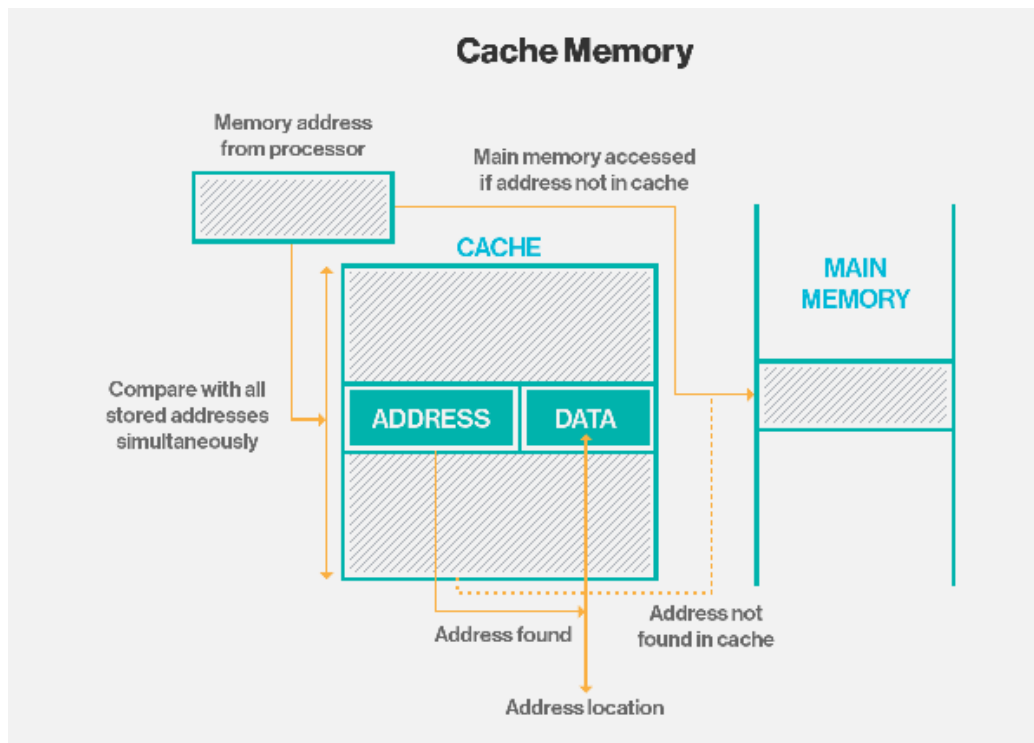 Cache Memory
Memory address
from processor
Main memory accessed
if address not in cache
CACHE
MAIN
MEMORY
Compare with all
stored addresses
simultaneously
ADDRESS
DATA
Address found
Address not
found in cache
Address location